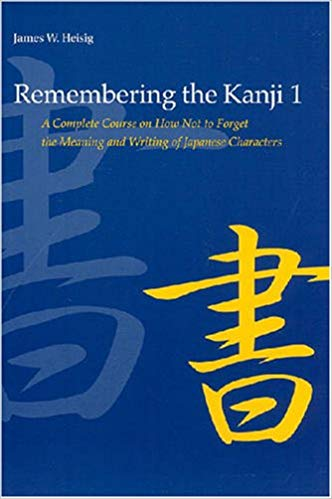 James W. Heisig
Remembering the Kanji 1
A Complete Course on How Not to Forget
the Meaning and Writing of Japanese Characters
書
書